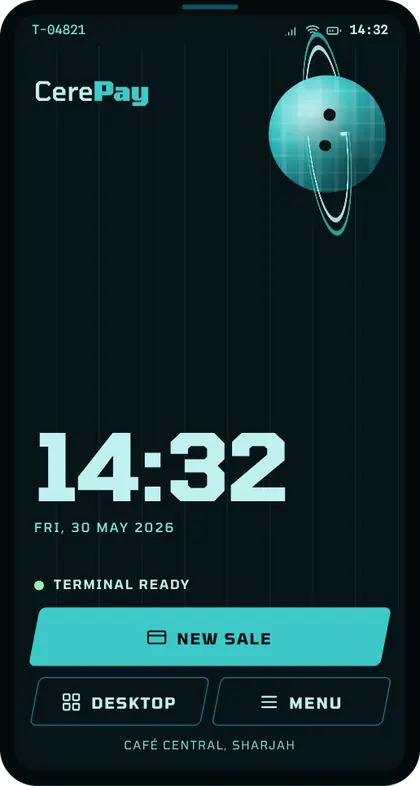 T-04821 14:32
CerePay
14:32
FRI, 30 MAY 2026
TERMINAL READY
NEW SALE
DESKTOP MENU
CAFÉ CENTRAL, SHARJAH